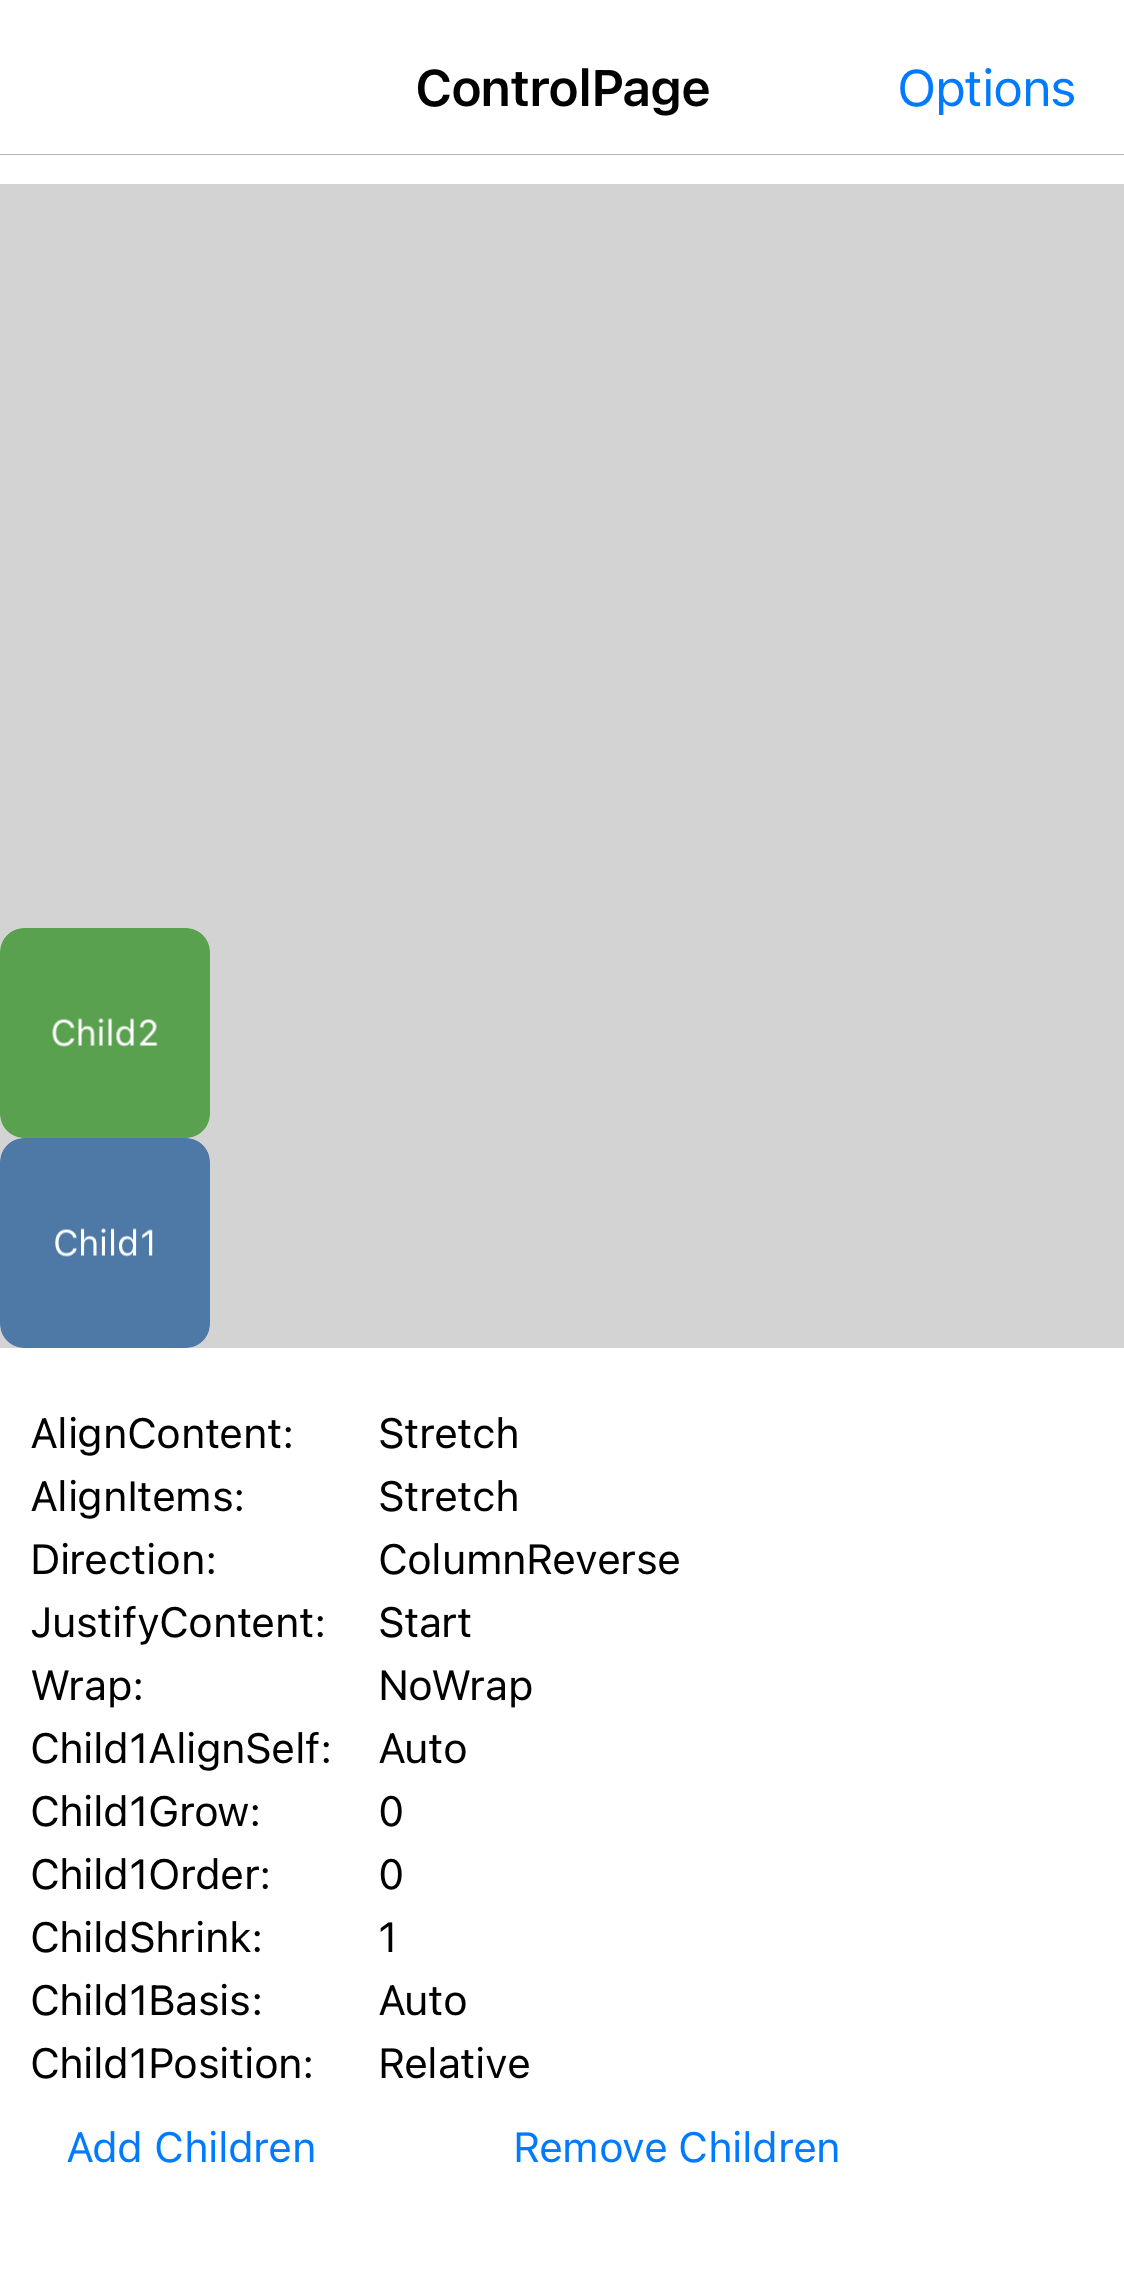 ControlPage
Options
Child2
Child1
AlignContent: Stretch
AlignItems: Stretch
Direction: ColumnReverse
JustifyContent: Start
Wrap: NoWrap
Child1AlignSelf: Auto
Child1Grow: 0
Child1Order: 0
ChildShrink: 1
Child1Basis: Auto
Child1Position: Relative
Add Children Remove Children